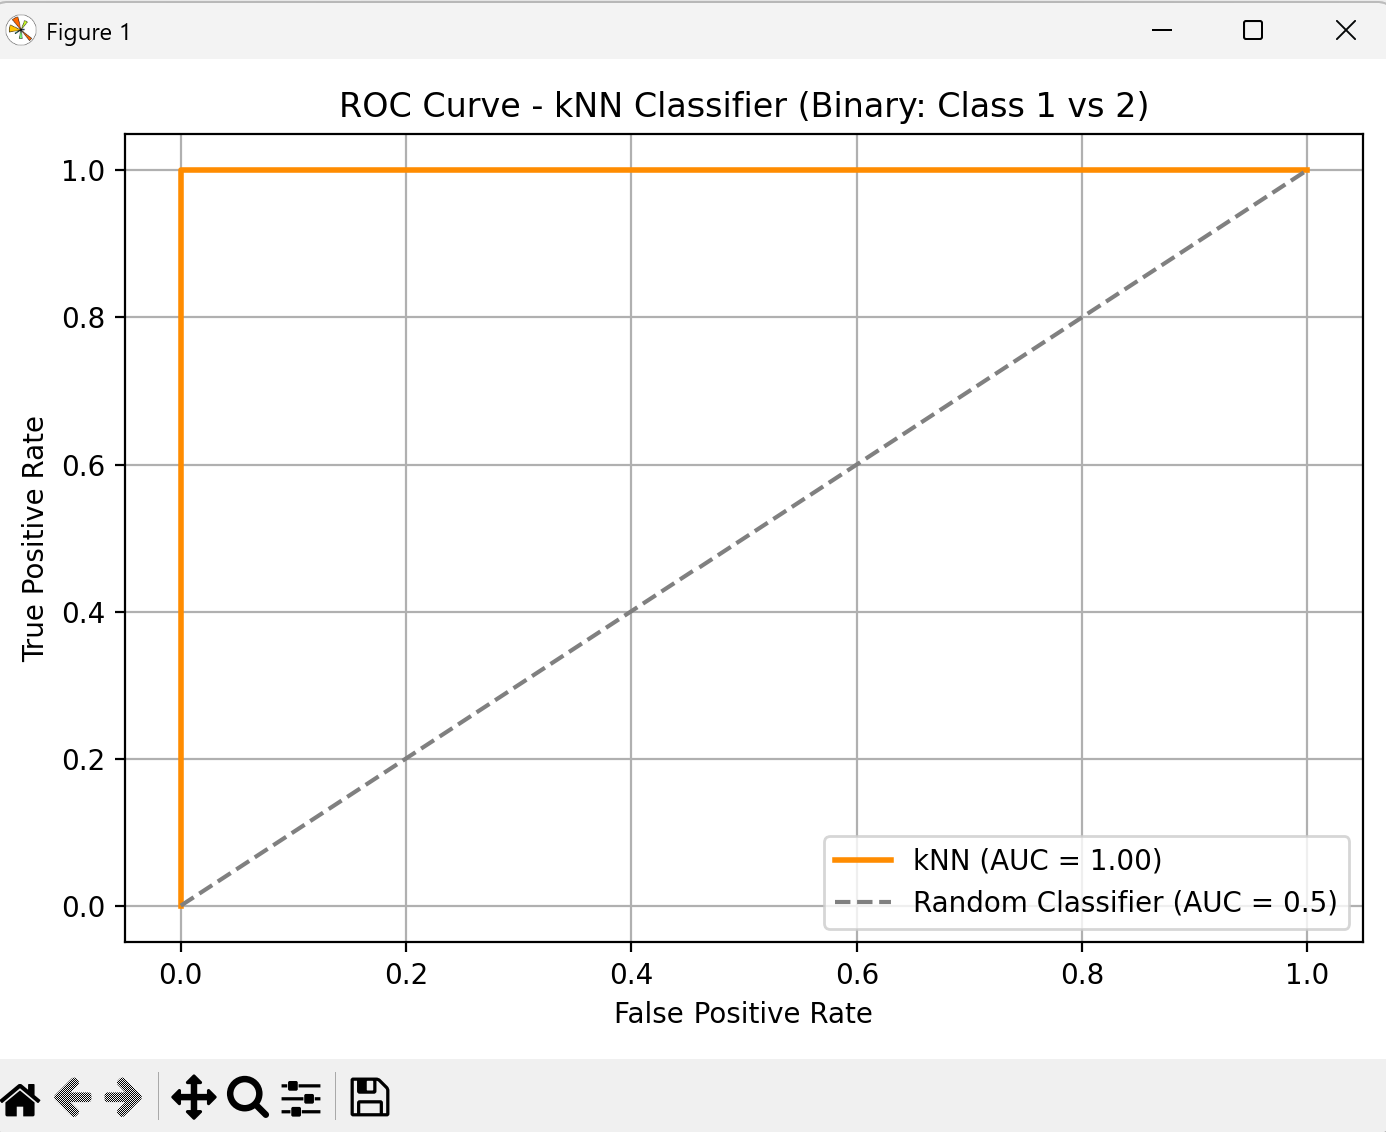 Figure 1
ROC Curve - kNN Classifier (Binary: Class 1 vs 2)
1.0
0.8
0.6
0.4
0.2
0.0
True Positive Rate
kNN (AUC = 1.00)
Random Classifier (AUC = 0.5)
0.0 0.2 0.4 0.6 0.8 1.0
False Positive Rate